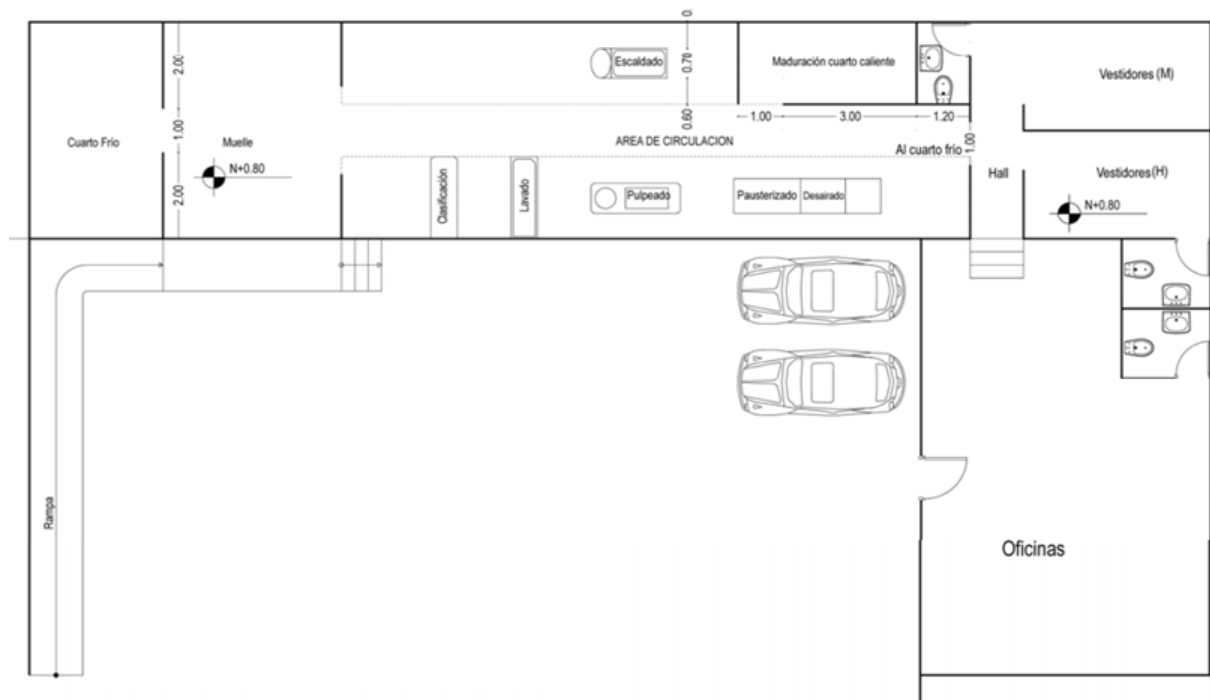 0.
Escaldado
0.70
0.60
2.00
1.00
2.00
Maduración cuarto caliente
Vestidores (M)
1.00
3.00
1.20
Cuarto Frío
Muelle
AREA DE CIRCULACION
Al cuarto frío
1.00
N+0.80
Clasificación
Lavado
Pulpeado
Pausterizado
Desairado
Hall
Vestidores (H)
N+0.80
Rampa
Oficinas